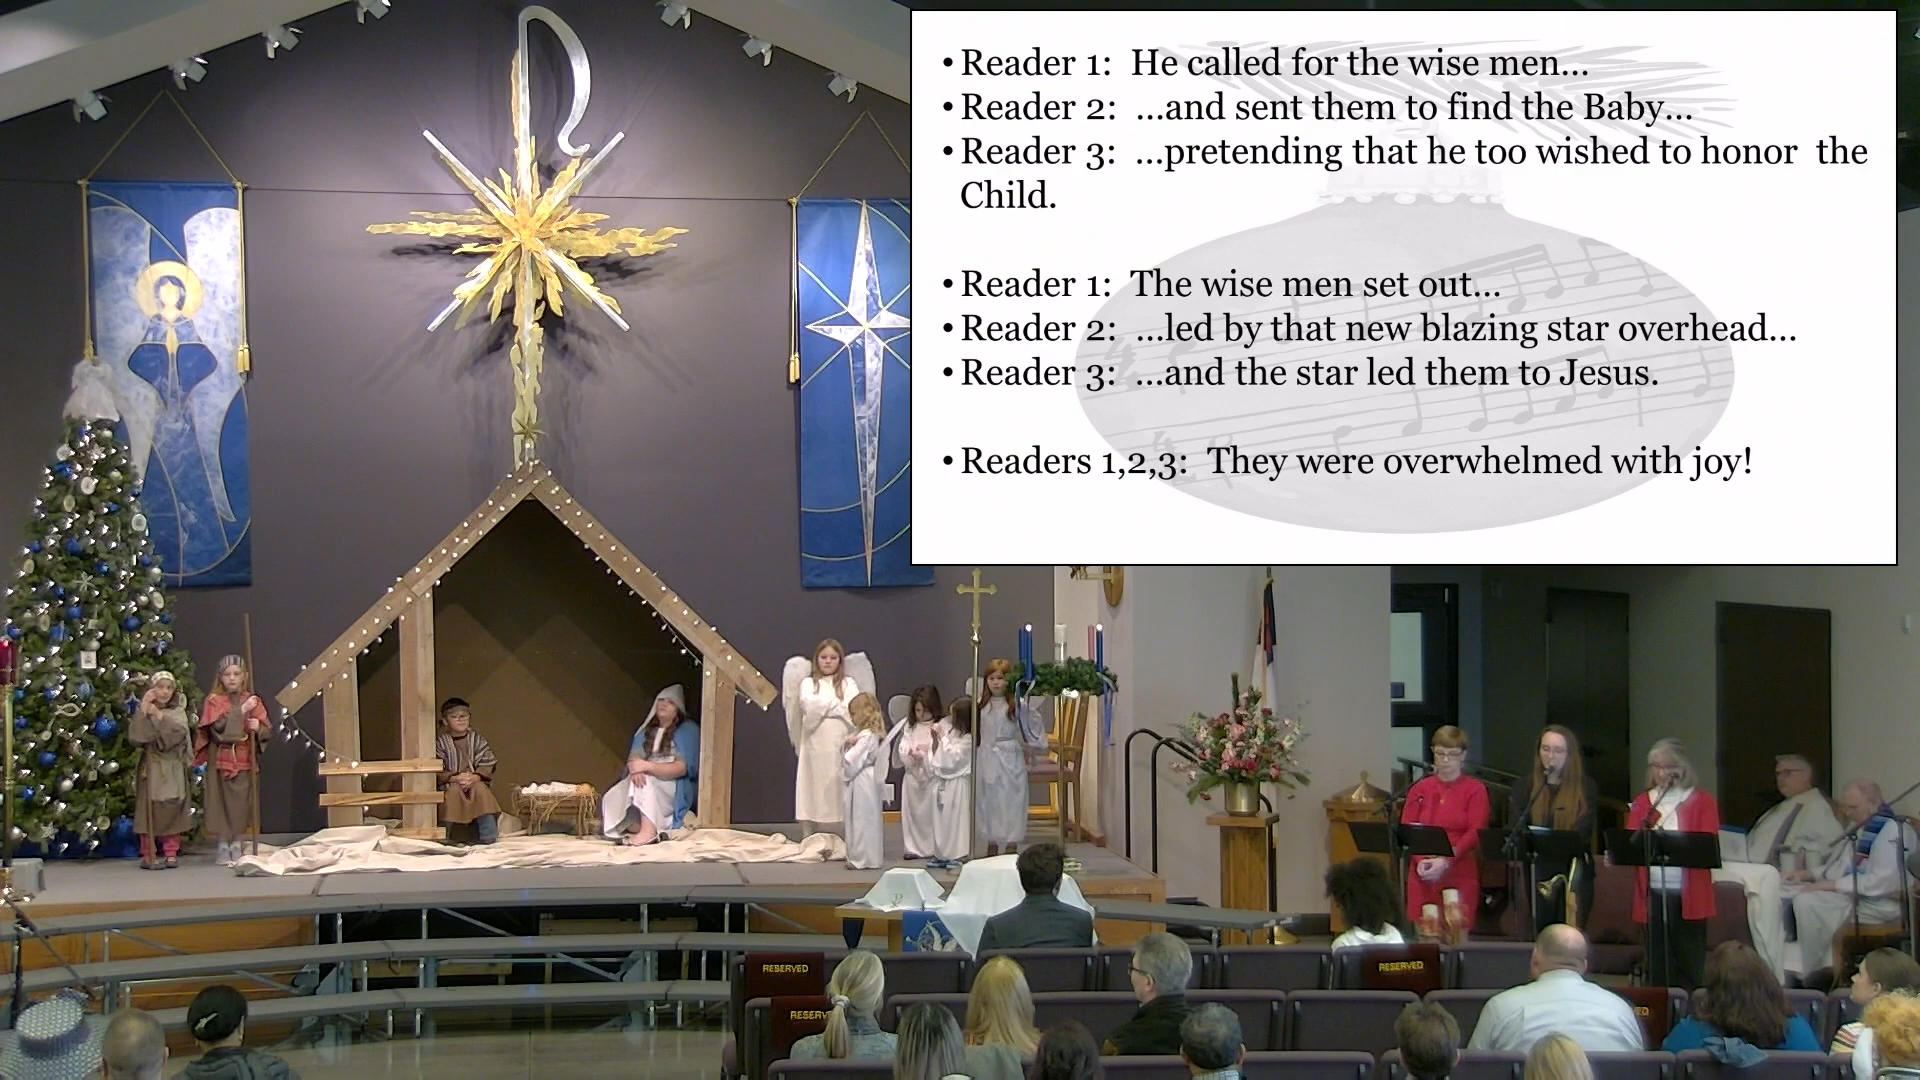 • Reader 1:  He called for the wise men...
• Reader 2:  ...and sent them to find the Baby...
• Reader 3:  ...pretending that he too wished to honor  the
Child.
• Reader 1:  The wise men set out...
• Reader 2:  ...led by that new blazing star overhead...
• Reader 3:  ...and the star led them to Jesus.
• Readers 1,2,3:  They were overwhelmed with joy!
RESERVED
RESERVED